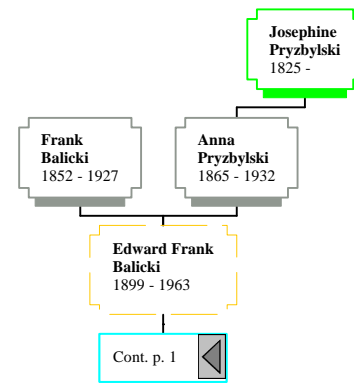 Josephine
Pryzbylski
1825 -
Frank
Balicki
1852 - 1927
Anna
Pryzbylski
1865 - 1932
Edward Frank
Balicki
1899 - 1963
Cont. p. 1